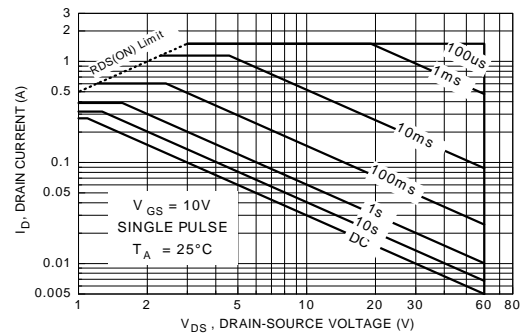 3
1
0.5
0.1
0.05
0.01
0.005
I D, DRAIN CURRENT (A)
RDS(ON) Limit
100us
1ms
10ms
100ms
1s
10s
DC
V GS = 10V
SINGLE PULSE
T A = 25°C
1 2 5 10 20 30 60 80
V DS , DRAIN-SOURCE VOLTAGE (V)